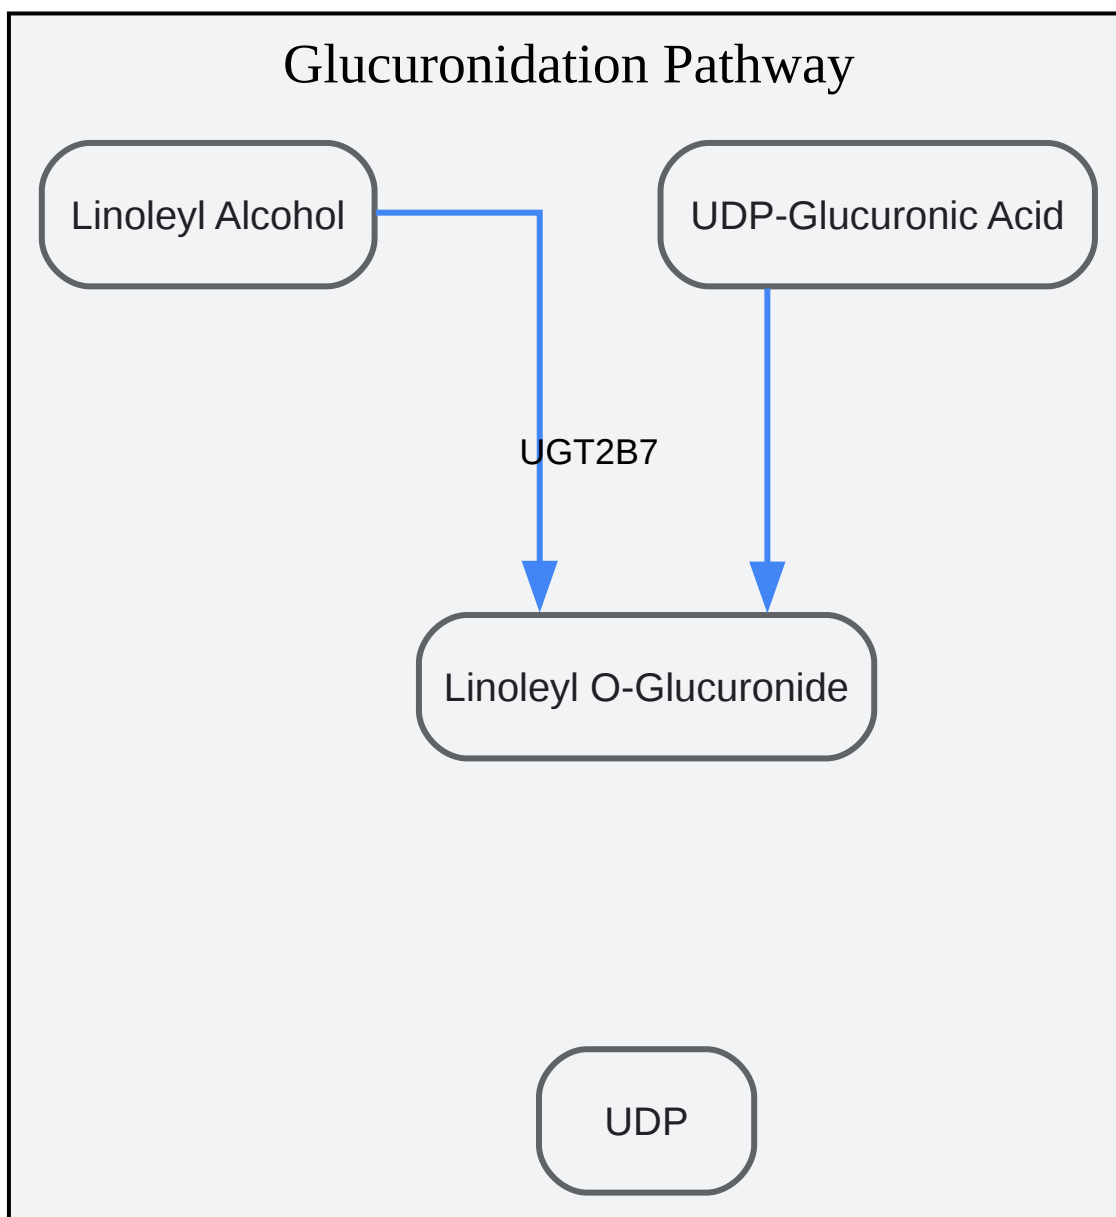 Glucuronidation Pathway
Linoleyl Alcohol
UDP-Glucuronic Acid
UGT2B7
Linoleyl O-Glucuronide
UDP